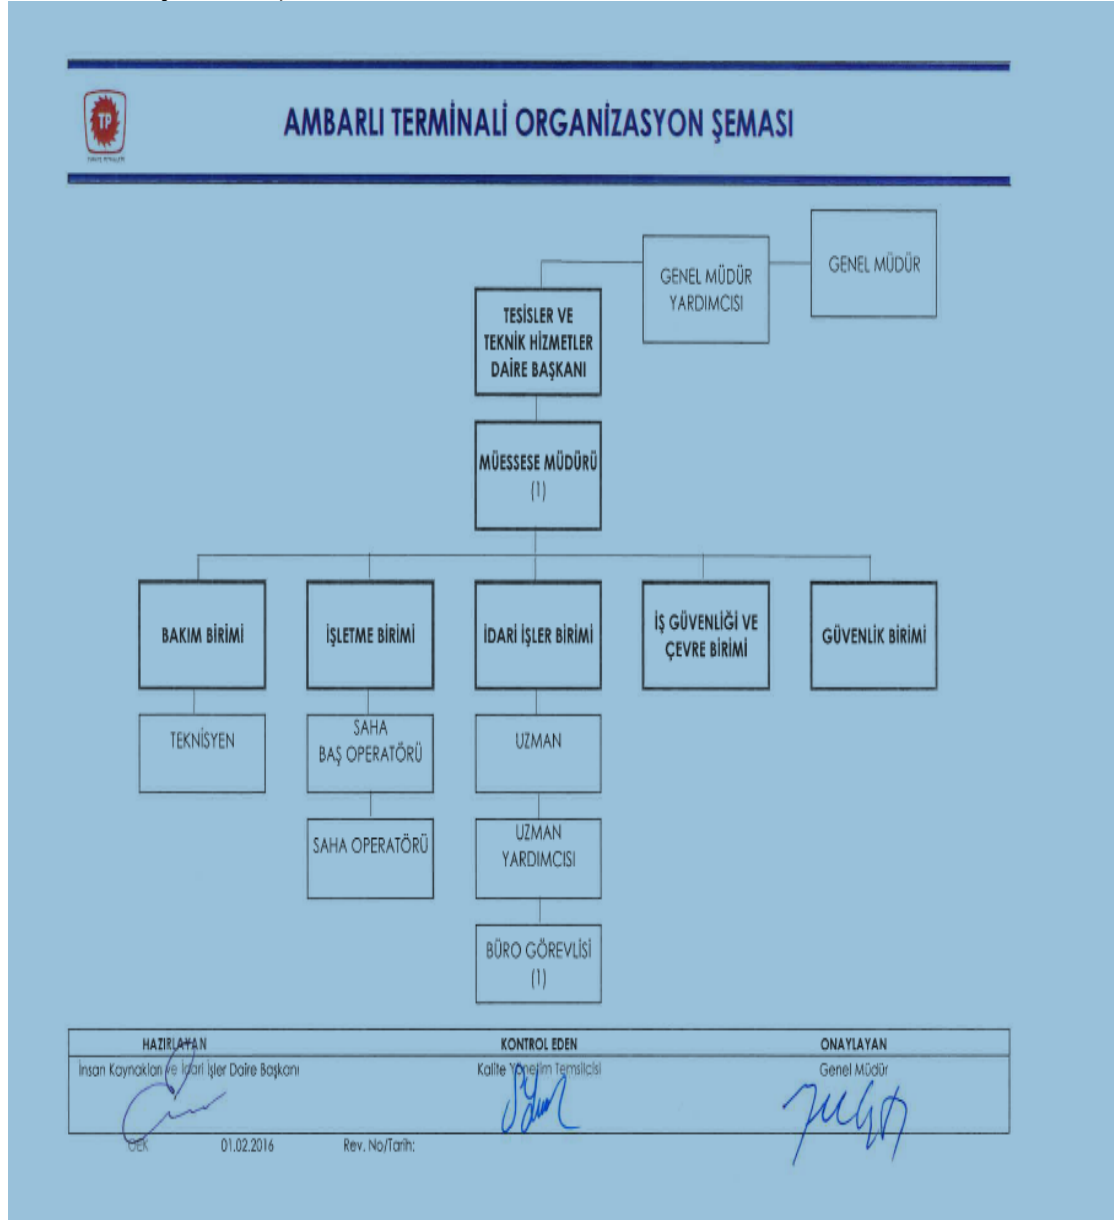 AMBARLI TERMİNALİ ORGANİZASYON ŞEMASI
TP
GENEL MÜDÜR
GENEL MÜDÜR
YARDIMCISI
TESİSLER VE
TEKNİK HİZMETLER
DAİRE BAŞKANI
MÜESSESE MÜDÜRÜ
(1)
BAKIM BİRİMİ
İŞLETME BİRİMİ
İDARİ İŞLER BİRİMİ
İŞ GÜVENLİĞİ VE
ÇEVRE BİRİMİ
GÜVENLİK BİRİMİ
TEKNİSYEN
SAHA
BAŞ OPERATÖRÜ
UZMAN
SAHA OPERATÖRÜ
UZMAN
YARDIMCISI
BÜRO GÖREVLİSİ
(1)
HAZIRLAYAN
KONTROL EDEN
ONAYLAYAN
İnsan Kaynakları ve İdari İşler Daire Başkanı
Kalite Yönetim Temsilcisi
Genel Müdür
01.02.2016
Rev. No/Tarih: